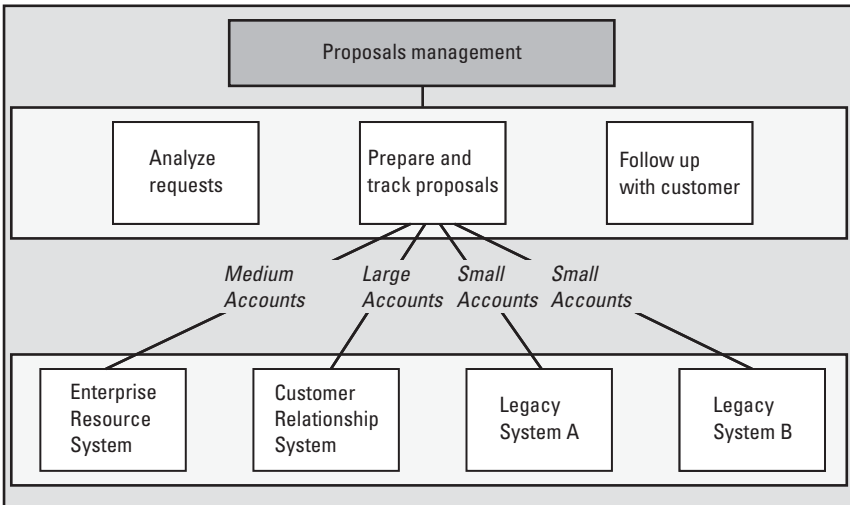 Proposals management
Analyze
requests
Prepare and
track proposals
Follow up
with customer
Medium
Accounts
Large
Accounts
Small
Accounts
Small
Accounts
Enterprise
Resource
System
Customer
Relationship
System
Legacy
System A
Legacy
System B